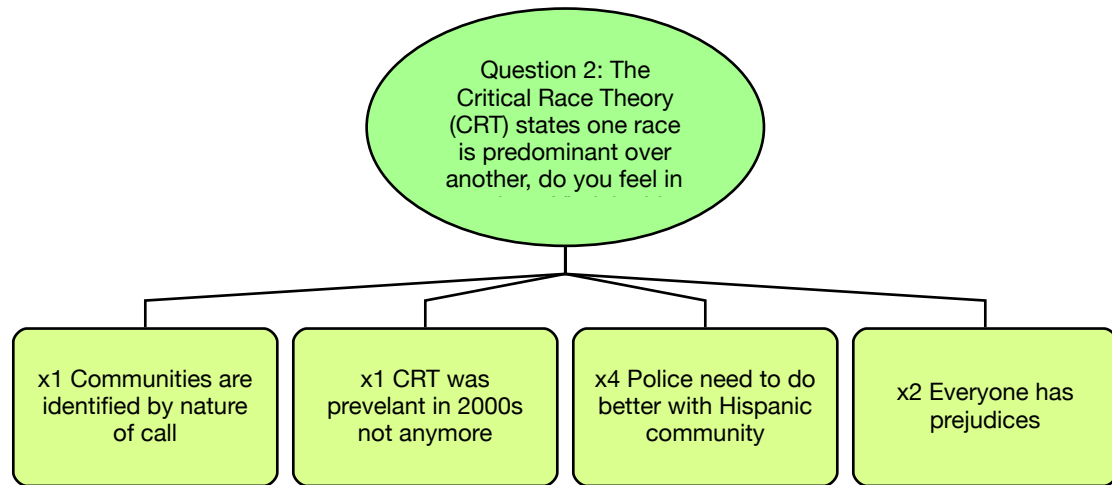 Question 2: The
Critical Race Theory
(CRT) states one race
is predominant over
another, do you feel in
x1 Communities are
identified by nature
of call
x1 CRT was
prevelant in 2000s
not anymore
x4 Police need to do
better with Hispanic
community
x2 Everyone has
prejudices